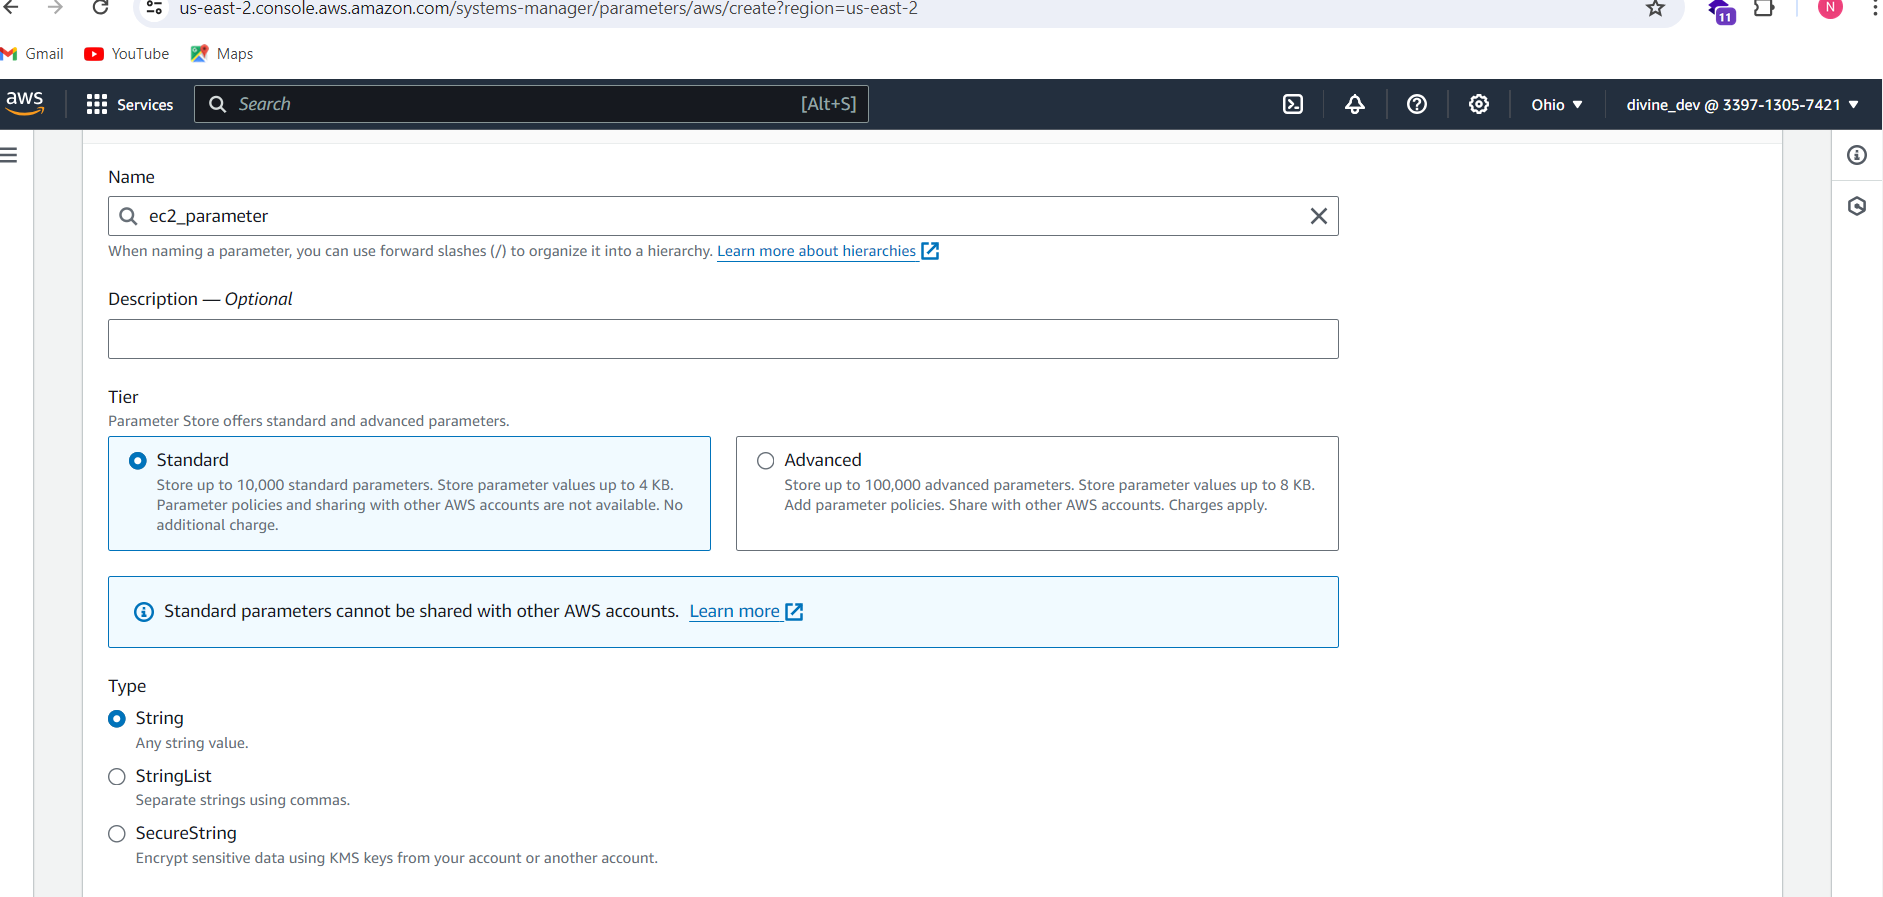 us-east-2.console.aws.amazon.com/systems-manager/parameters/aws/create?region=us-east-2
11
N
Gmail
YouTube
Maps
aws
Services
Search
[Alt+S]
Ohio
divine_dev @ 3397-1305-7421
Name
ec2_parameter
When naming a parameter, you can use forward slashes (/) to organize it into a hierarchy. Learn more about hierarchies
Description — Optional
Tier
Parameter Store offers standard and advanced parameters.
Standard
Store up to 10,000 standard parameters. Store parameter values up to 4 KB.
Parameter policies and sharing with other AWS accounts are not available. No
additional charge.
Advanced
Store up to 100,000 advanced parameters. Store parameter values up to 8 KB.
Add parameter policies. Share with other AWS accounts. Charges apply.
Standard parameters cannot be shared with other AWS accounts. Learn more
Type
String
Any string value.
StringList
Separate strings using commas.
SecureString
Encrypt sensitive data using KMS keys from your account or another account.